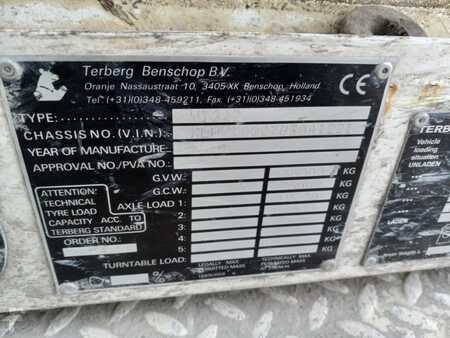 Terberg Benschop B.V.
Oranje Nassaustraat 10, 3405-XK Benschop, Holland
Tel. (+31)(0)348-459211, Fax. (+31)(0)348-451934
CE
TYPE:
CHASSIS NO. (V.I.N.):
YEAR OF MANUFACTURE
APPROVAL NO./PVA NO.:
G.V.W.: KG
ATTENTION: G.C.W.: KG
TECHNICAL AXLE LOAD 1: KG
TYRE LOAD 2: KG
CAPACITY ACC. TO 3: KG
TERBERG STANDARD 4: KG
ORDER NO.: 5: KG
TURNTABLE LOAD: KG
LEGALLY MAX. TECHNICALLY MAX.
PERMITTED MASS
TERB
Vehicle
loading
situation
UNLADEN